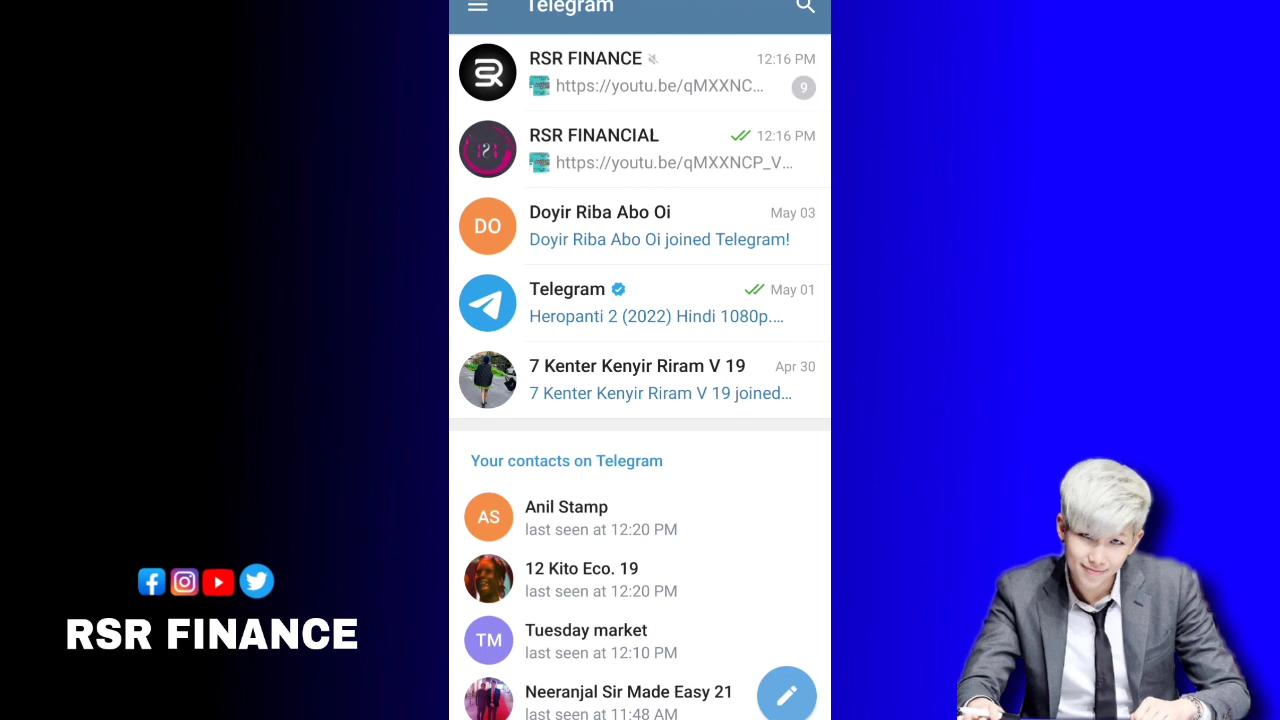 Telegram
RSR FINANCE 12:16 PM
https://youtu.be/qMXXNC... 9
RSR FINANCIAL 12:16 PM
https://youtu.be/qMXXNCP_V...
DO Doyir Riba Abo Oi May 03
Doyir Riba Abo Oi joined Telegram!
Telegram May 01
Heropanti 2 (2022) Hindi 1080p....
7 Kenter Kenyir Riram V 19 Apr 30
7 Kenter Kenyir Riram V 19 joined...
Your contacts on Telegram
AS Anil Stamp
last seen at 12:20 PM
12 Kito Eco. 19
last seen at 12:20 PM
TM Tuesday market
last seen at 12:10 PM
Neeranjal Sir Made Easy 21
last seen at 11:48 AM
RSR FINANCE